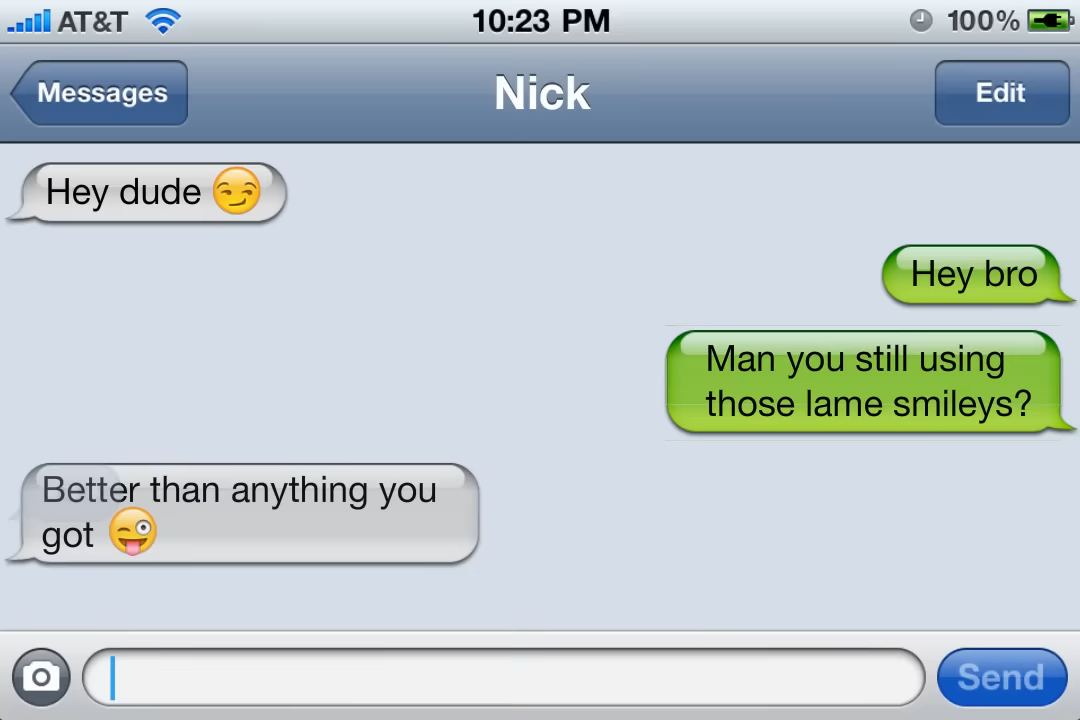 AT&T 10:23 PM 100%
Messages Nick Edit
Hey dude 😏
Hey bro
Man you still using
those lame smileys?
Better than anything you
got 😜
Send